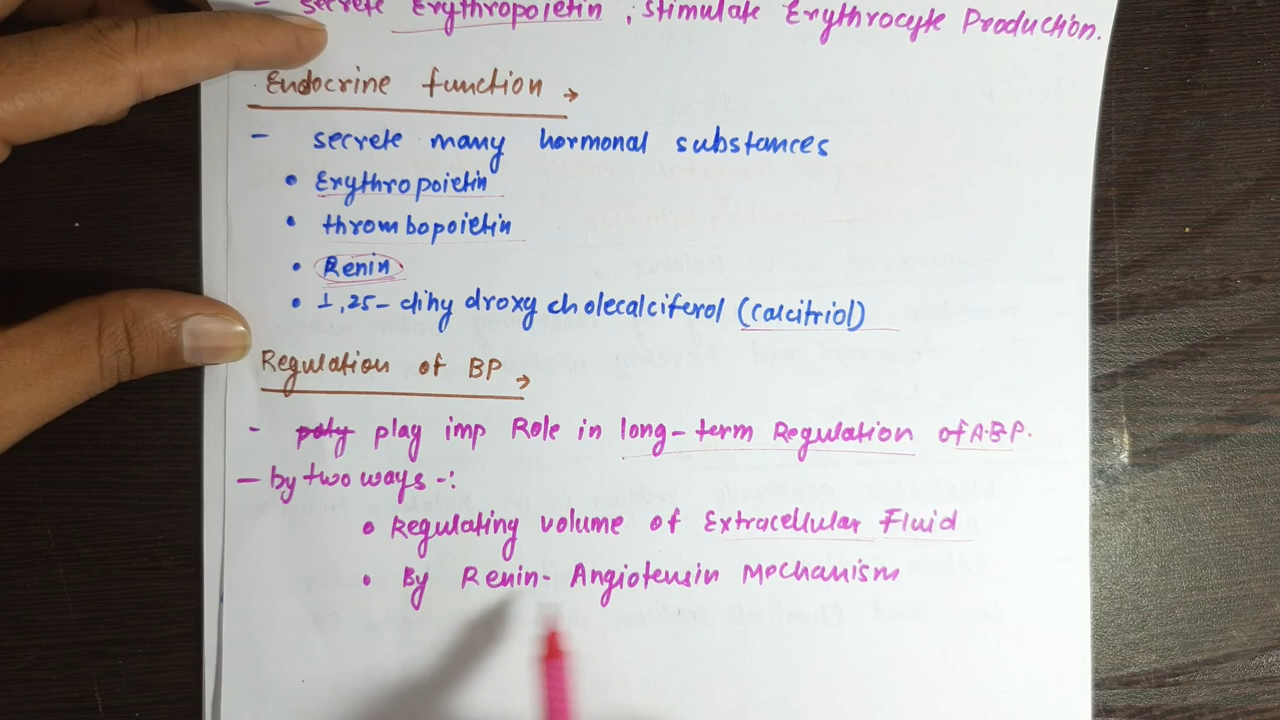 - secrete Erythropoietin, stimulate Erythrocyte Production.
Endocrine function →
- secrete many hormonal substances
• Erythropoietin
• thrombopoietin
• Renin
• 1,25-dihydroxycholecalciferol (calcitriol)
Regulation of BP →
- poly play imp Role in long-term Regulation of A.B.P.
- by two ways -:
• Regulating volume of Extracellular Fluid
• By Renin-Angiotensin Mechanism